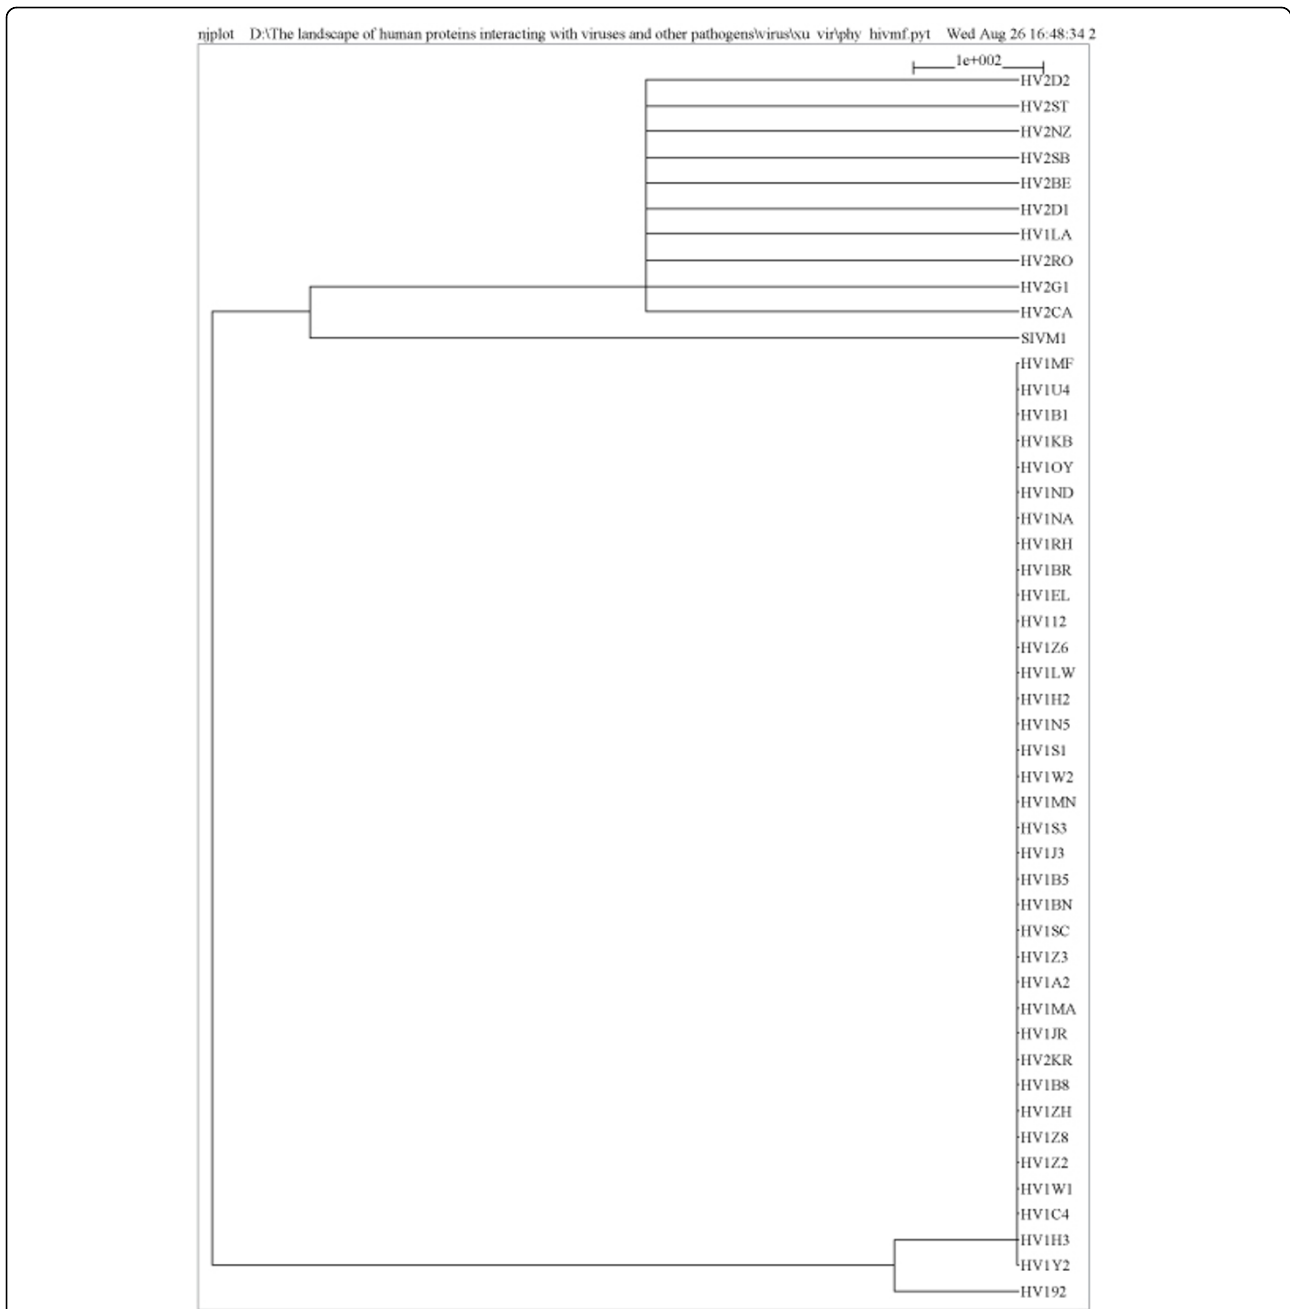 njplot D:\The landscape of human proteins interacting with viruses and other pathogens\virus\xu vir\phy hivmf.pyt Wed Aug 26 16:48:34 2
1e+002
HV2D2
HV2ST
HV2NZ
HV2SB
HV2BE
HV2D1
HV1LA
HV2RO
HV2G1
HV2CA
SIVM1
HV1MF
HV1U4
HV1B1
HV1KB
HV1OY
HV1ND
HV1NA
HV1RH
HV1BR
HV1EL
HV112
HV1Z6
HV1LW
HV1H2
HV1N5
HV1S1
HV1W2
HV1MN
HV1S3
HV1J3
HV1B5
HV1BN
HV1SC
HV1Z3
HV1A2
HV1MA
HV1JR
HV2KR
HV1B8
HV1ZH
HV1Z8
HV1Z2
HV1W1
HV1C4
HV1H3
HV1Y2
HV192